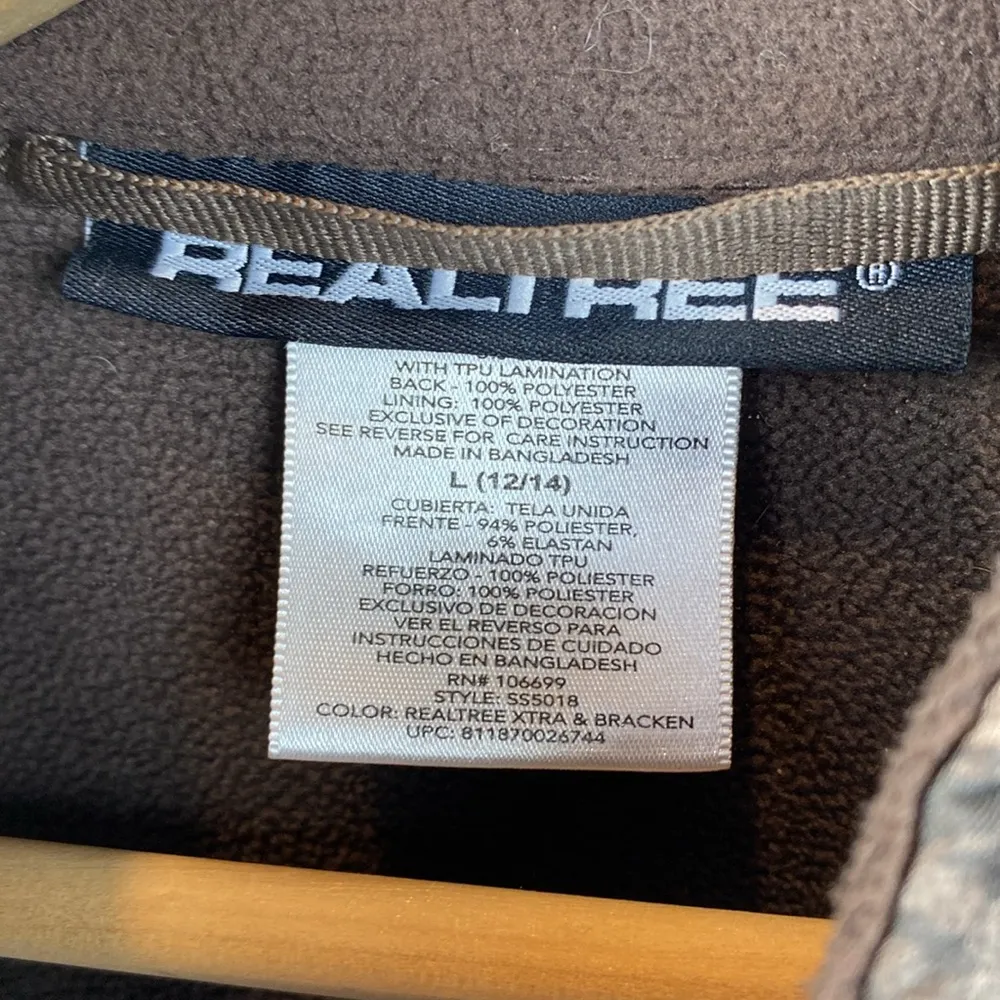 REALTREE®
WITH TPU LAMINATION
BACK - 100% POLYESTER
LINING: 100% POLYESTER
EXCLUSIVE OF DECORATION
SEE REVERSE FOR CARE INSTRUCTION
MADE IN BANGLADESH
L (12/14)
CUBIERTA: TELA UNIDA
FRENTE - 94% POLIESTER,
6% ELASTAN
LAMINADO TPU
REFUERZO - 100% POLIESTER
FORRO: 100% POLIESTER
EXCLUSIVO DE DECORACION
VER EL REVERSO PARA
INSTRUCCIONES DE CUIDADO
HECHO EN BANGLADESH
RN# 106699
STYLE: SS5018
COLOR: REALTREE XTRA & BRACKEN
UPC: 811870026744